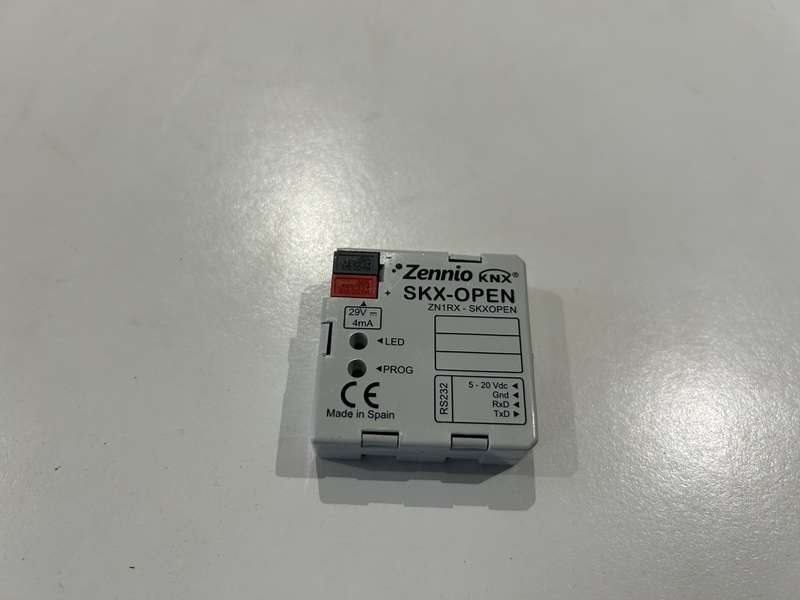 Zennio KNX®
SKX-OPEN
ZN1RX - SKXOPEN
- 
+
29V
4mA
◄LED
◄PROG
CE
Made in Spain
RS232
5 - 20 Vdc ◄
Gnd ◄
RxD ◄
TxD ►